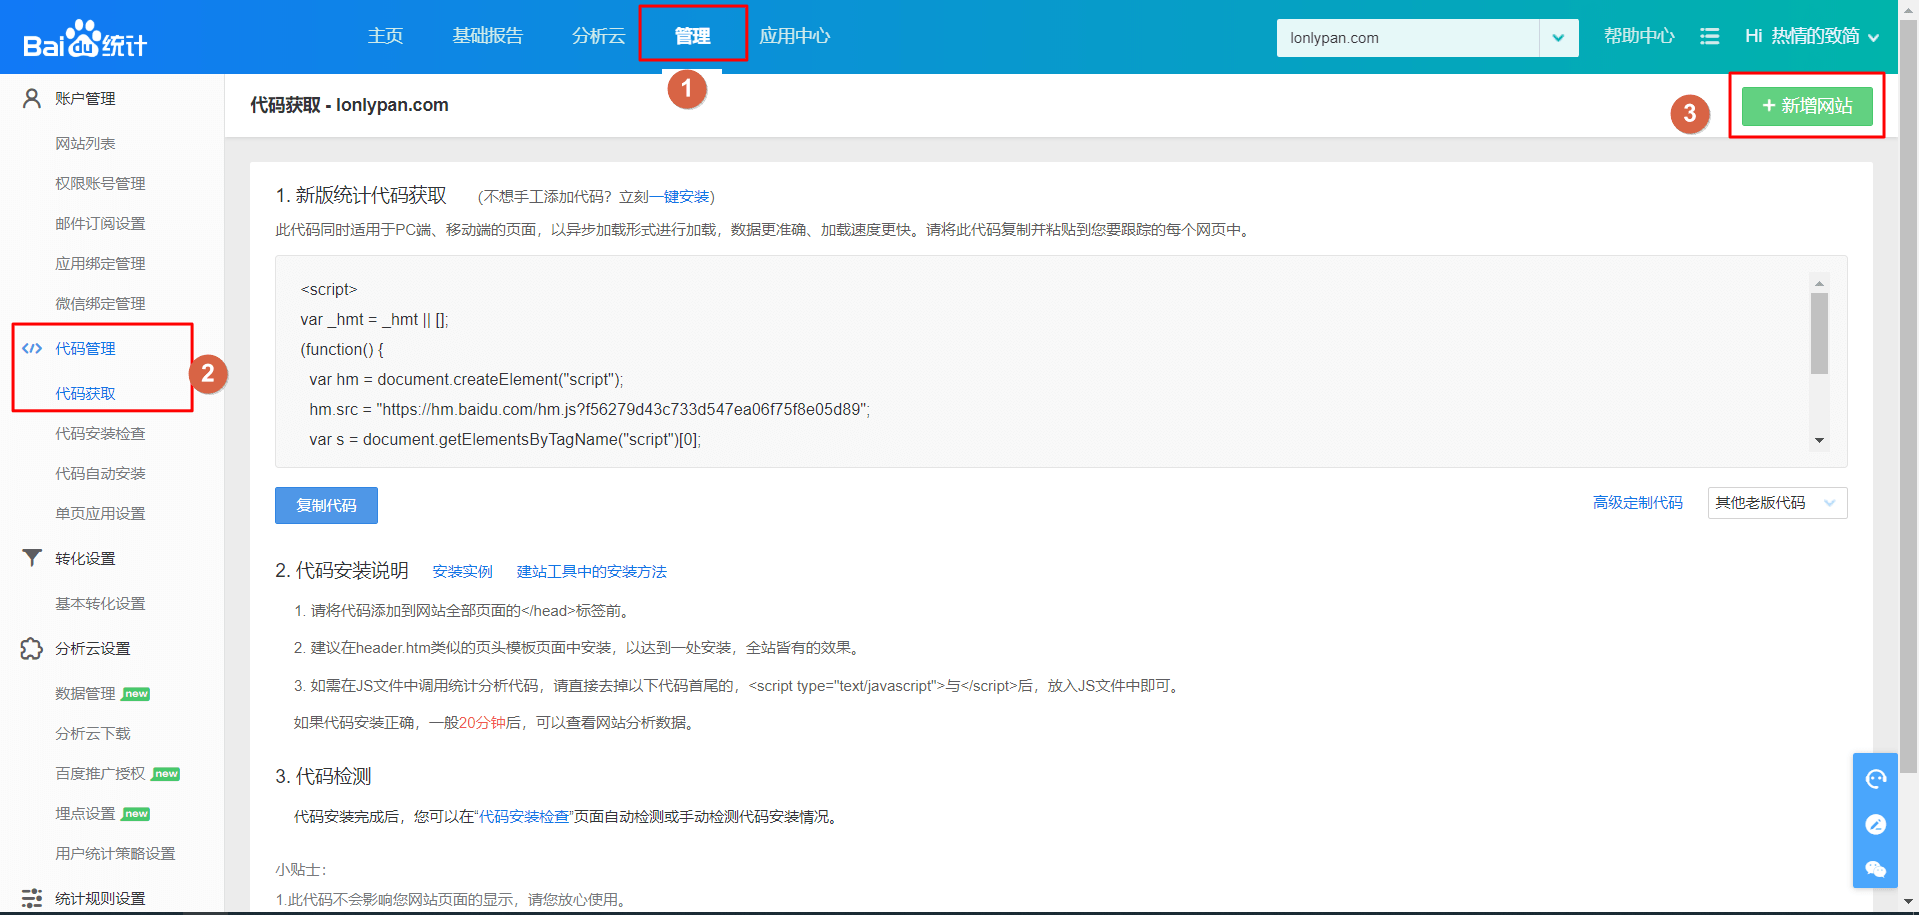 Baidu统计
主页
基础报告
分析云
管理
应用中心
lonlypan.com
帮助中心
Hi 热情的致简
1
账户管理
网站列表
权限账号管理
邮件订阅设置
应用绑定管理
微信绑定管理
代码管理
代码获取
2
代码安装检查
代码自动安装
单页应用设置
转化设置
基本转化设置
分析云设置
数据管理 new
分析云下载
百度推广授权 new
埋点设置 new
用户统计策略设置
统计规则设置
代码获取 - lonlypan.com
3
+ 新增网站
1. 新版统计代码获取 (不想手工添加代码？立刻一键安装)
此代码同时适用于PC端、移动端的页面，以异步加载形式进行加载，数据更准确、加载速度更快。请将此代码复制并粘贴到您要跟踪的每个网页中。
<script>
var _hmt = _hmt || [];
(function() {
var hm = document.createElement("script");
hm.src = "https://hm.baidu.com/hm.js?f56279d43c733d547ea06f75f8e05d89";
var s = document.getElementsByTagName("script")[0];
复制代码
高级定制代码
其他老版代码
2. 代码安装说明 安装实例 建站工具中的安装方法
1. 请将代码添加到网站全部页面的</head>标签前。
2. 建议在header.htm类似的页头模板页面中安装，以达到一处安装，全站皆有的效果。
3. 如需在JS文件中调用统计分析代码，请直接去掉以下代码首尾的，<script type="text/javascript">与</script>后，放入JS文件中即可。
如果代码安装正确，一般20分钟后，可以查看网站分析数据。
3. 代码检测
代码安装完成后，您可以在“代码安装检查”页面自动检测或手动检测代码安装情况。
小贴士：
1.此代码不会影响您网站页面的显示，请您放心使用。